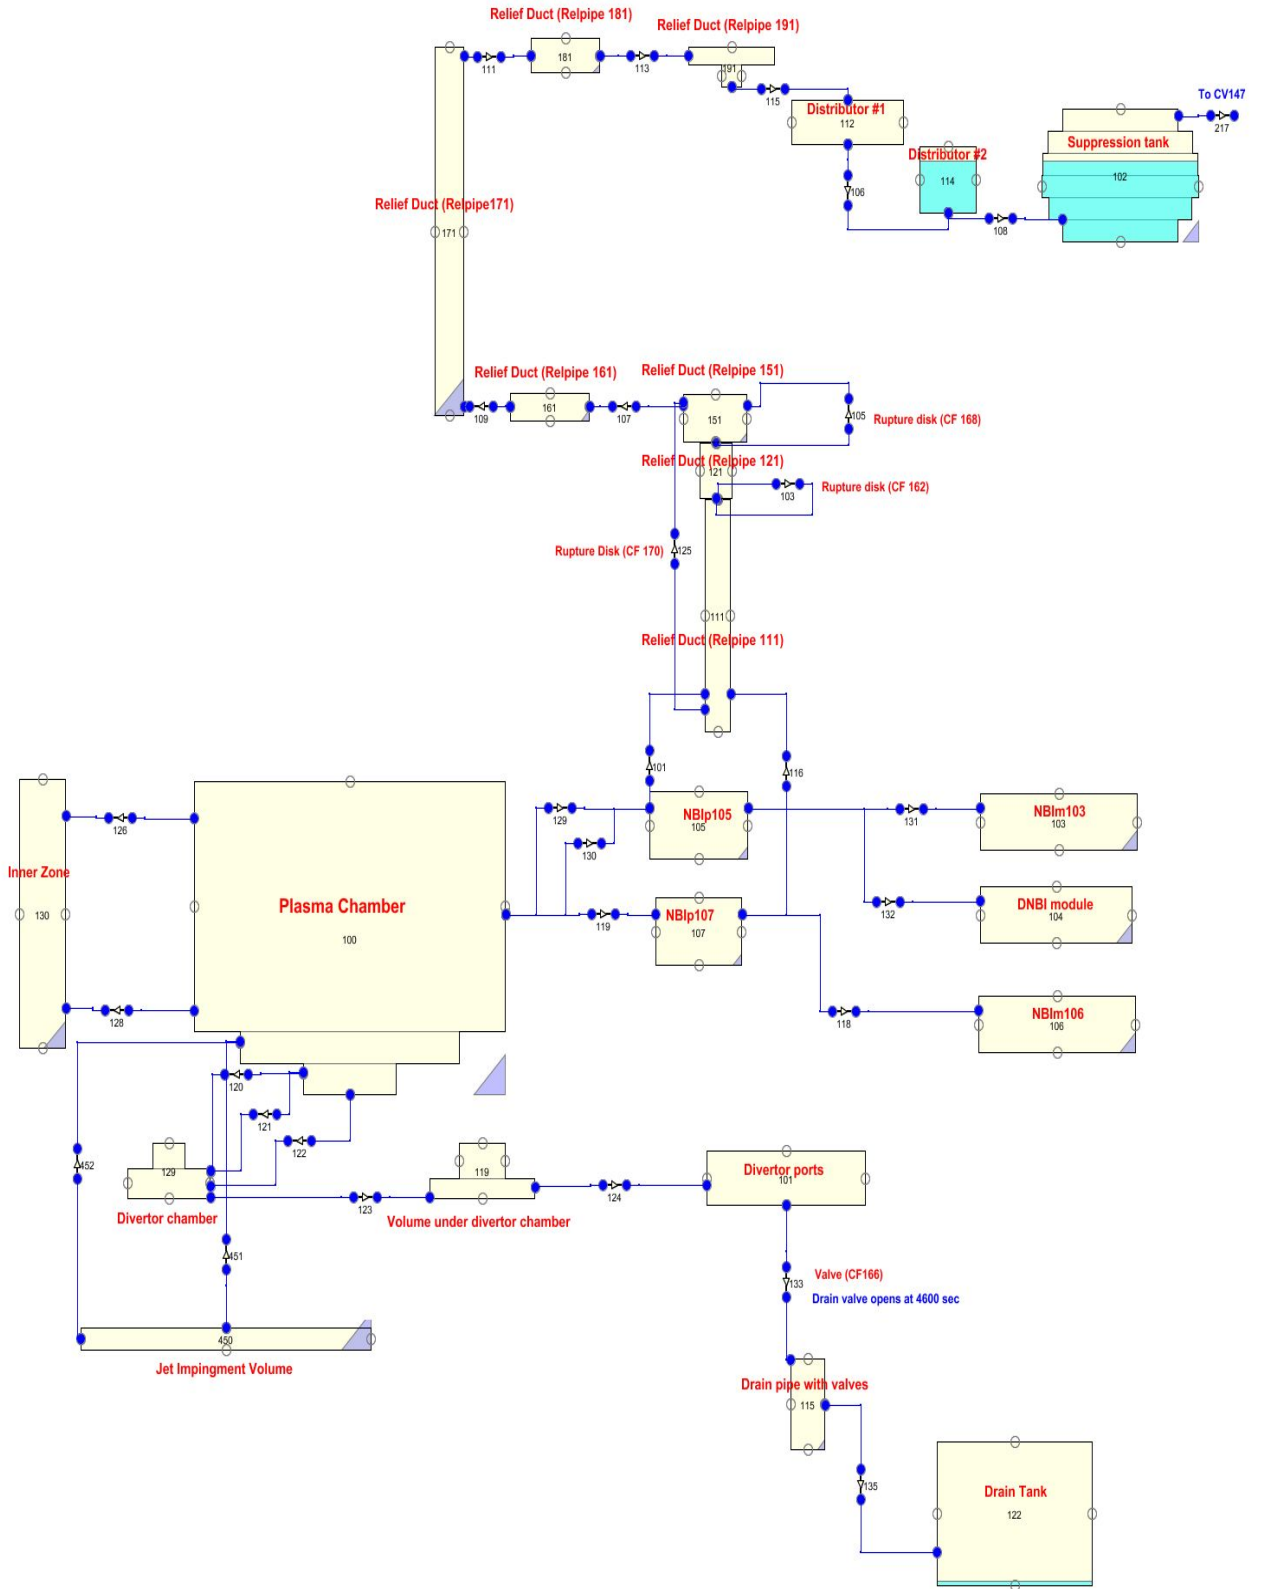 Relief Duct (Relpipe 181)
Relief Duct (Relpipe 191)
181
111
113
191
115
To CV147
217
Distributor #1
112
Distributor #2
114
Suppression tank
102
106
108
Relief Duct (Relpipe171)
171
Relief Duct (Relpipe 161)
Relief Duct (Relpipe 151)
161
109
107
151
105
Rupture disk (CF 168)
Relief Duct (Relpipe 121)
121
103
Rupture disk (CF 162)
Rupture Disk (CF 170)
125
111
Relief Duct (Relpipe 111)
101
116
126
129
130
NBIp105
105
131
NBIm103
103
Inner Zone
130
Plasma Chamber
100
119
NBIp107
107
132
DNBI module
104
128
118
NBIm106
106
120
121
122
452
129
119
Divertor ports
101
123
124
Divertor chamber
Volume under divertor chamber
451
133
Valve (CF166)
Drain valve opens at 4600 sec
450
Jet Impingment Volume
Drain pipe with valves
115
135
Drain Tank
122